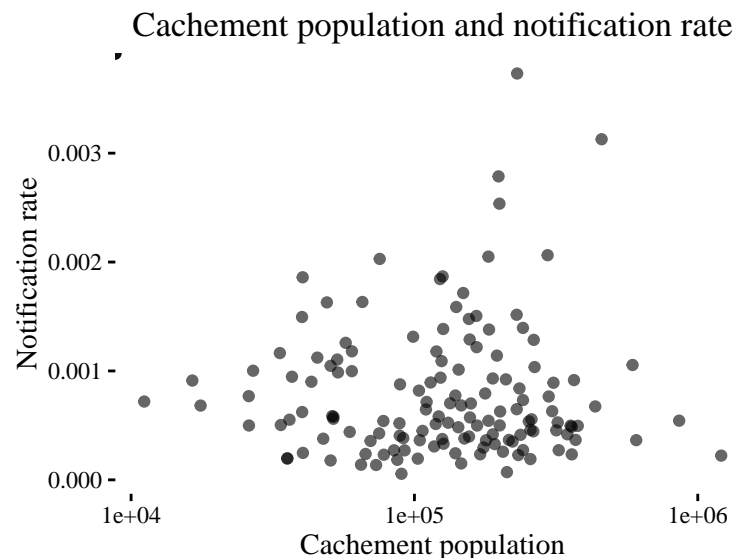 Cachement population and notification rate
0.003
0.002
0.001
0.000
Notification rate
1e+04 1e+05 1e+06
Cachement population